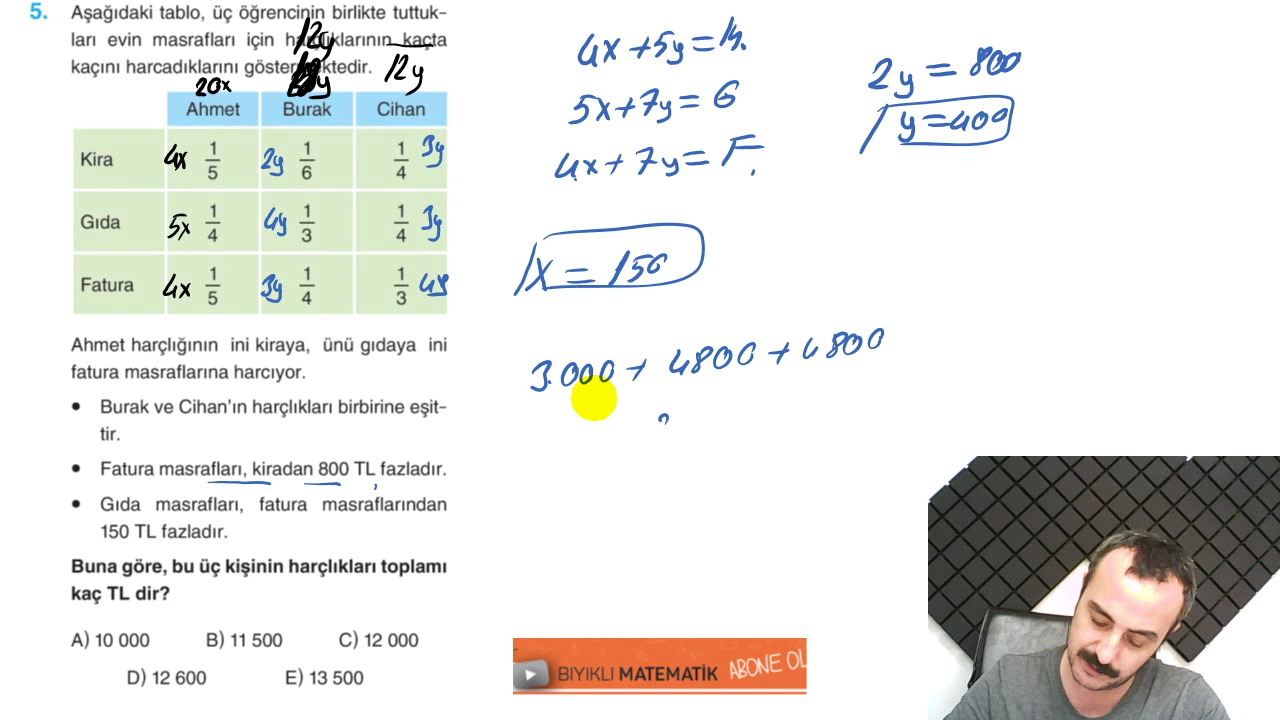 5. Aşağıdaki tablo, üç öğrencinin birlikte tuttuk-
ları evin masrafları için harçlıklarının kaçta
kaçını harcadıklarını göstermektedir.
20x 12y 12y
Ahmet Burak Cihan
Kira 4x 1/5 2y 1/6 1/4 3y
Gıda 5x 1/4 4y 1/3 1/4 3y
Fatura 4x 1/5 3y 1/4 1/3 4y
Ahmet harçlığının ini kiraya, ünü gıdaya ini
fatura masraflarına harcıyor.
• Burak ve Cihan'ın harçlıkları birbirine eşit-
tir.
• Fatura masrafları, kiradan 800 TL fazladır.
• Gıda masrafları, fatura masraflarından
150 TL fazladır.
Buna göre, bu üç kişinin harçlıkları toplamı
kaç TL dir?
A) 10 000 B) 11 500 C) 12 000
D) 12 600 E) 13 500
4x + 5y = K
5x + 7y = G
4x + 7y = F
2y = 800
y = 400
x = 150
3.000 + 4800 + 4800
BIYIKLI MATEMATİK ABONE OL